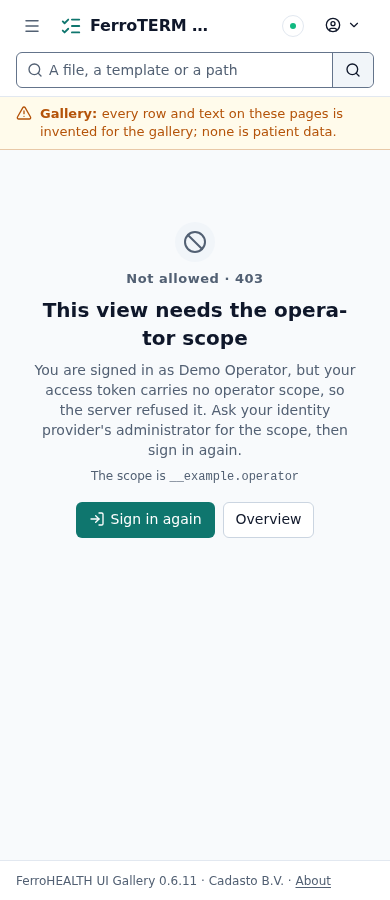 FerroTERM ...
A file, a template or a path
Gallery: every row and text on these pages is
invented for the gallery; none is patient data.
Not allowed · 403
This view needs the opera-
tor scope
You are signed in as Demo Operator, but your
access token carries no operator scope, so
the server refused it. Ask your identity
provider's administrator for the scope, then
sign in again.
The scope is __example.operator
Sign in again
Overview
FerroHEALTH UI Gallery 0.6.11 · Cadasto B.V. · About